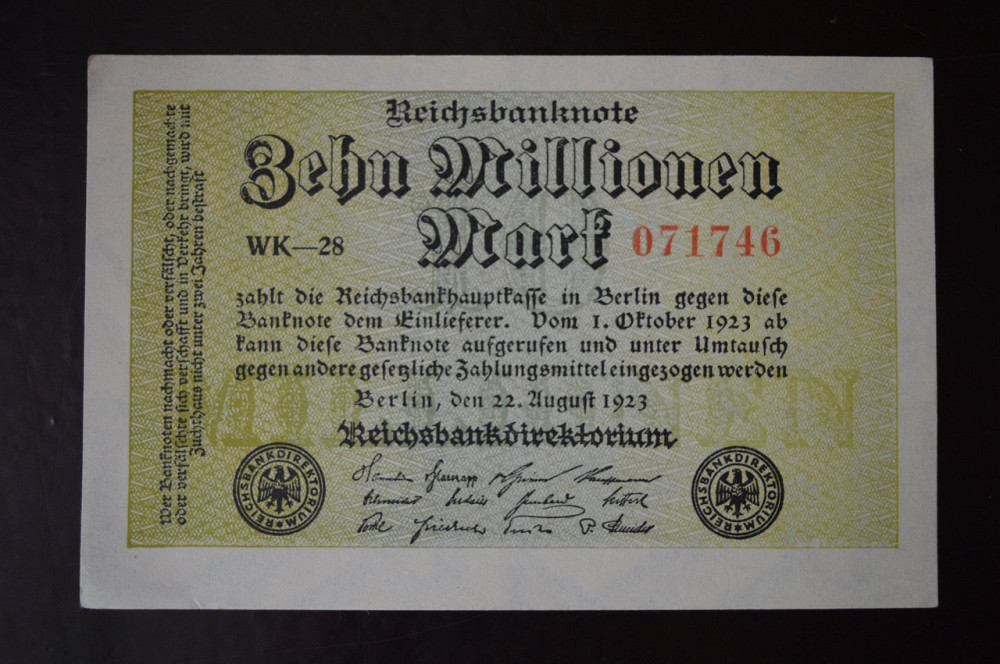 Reichsbanknote
Zehn Millionen
Mark
WK—28
071746
zahlt die Reichsbankhauptkasse in Berlin gegen diese
Banknote dem Einlieferer. Vom 1. Oktober 1923 ab
kann diese Banknote aufgerufen und unter Umtausch
gegen andere gesetzliche Zahlungsmittel eingezogen werden
Berlin, den 22. August 1923
Reichsbankdirektorium
REICHSBANKDIREKTORIUM
REICHSBANKDIREKTORIUM
Wer Banknoten nachmacht oder verfälscht, oder nachgemachte
oder verfälschte sich verschafft und in Verkehr bringt, wird mit
Zuchthaus nicht unter zwei Jahren bestraft